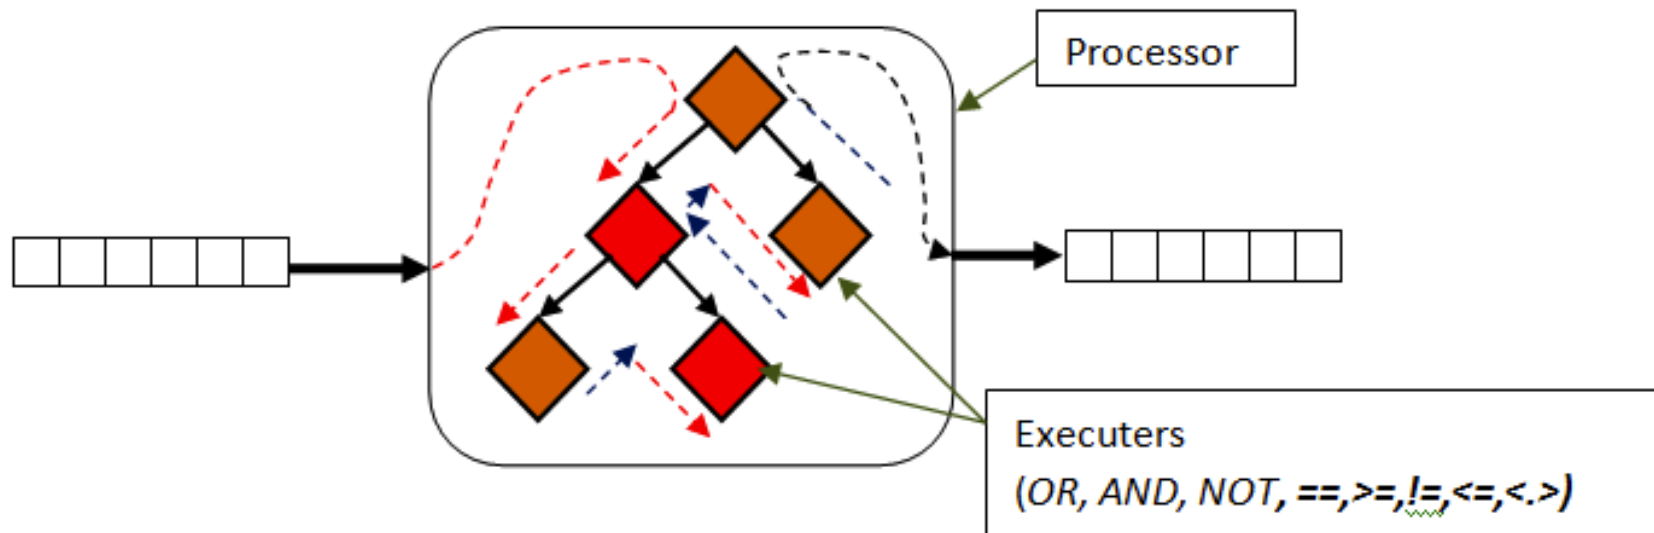 Processor
Executers
(OR, AND, NOT, ==,>=,!=,<=,<.>)